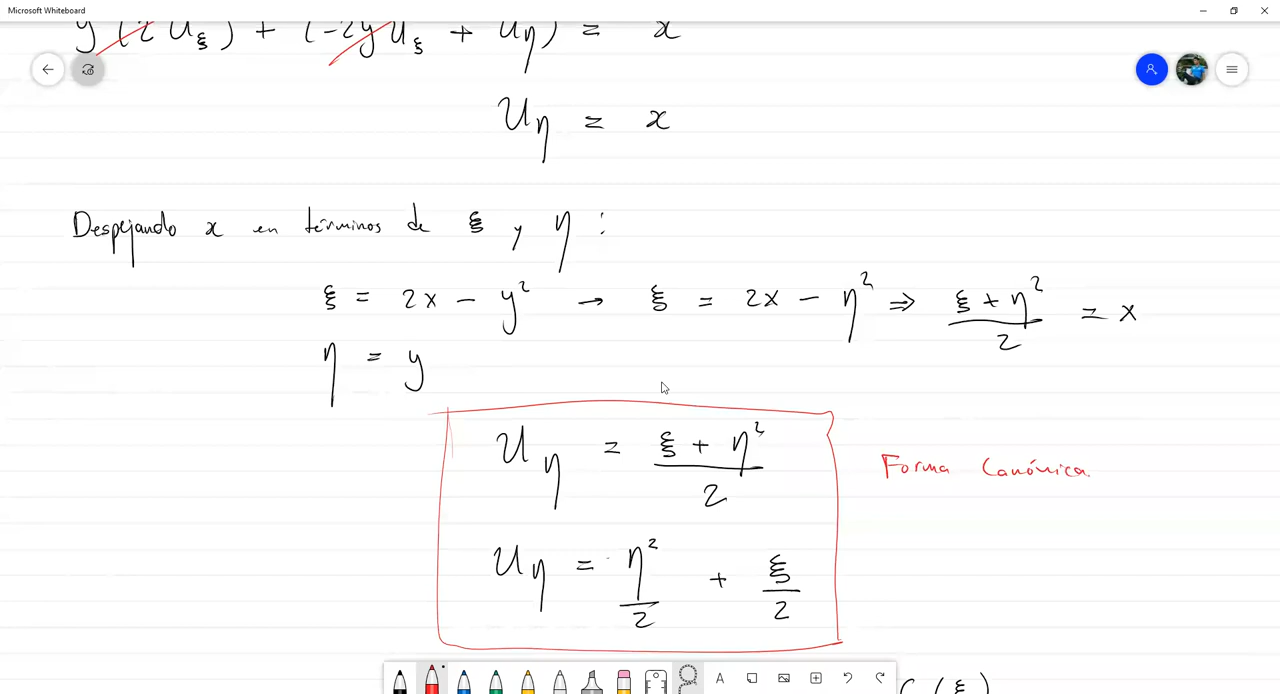 Microsoft Whiteboard
y (2 U_ξ) + (-2y U_ξ + U_η) = x
U_η = x
Despejando x en términos de ξ y η :
ξ = 2x - y² → ξ = 2x - η² ⇒ (ξ + η²)/2 = x
η = y
U_η = (ξ + η²)/2
Forma Canónica
U_η = η²/2 + ξ/2
(ξ)